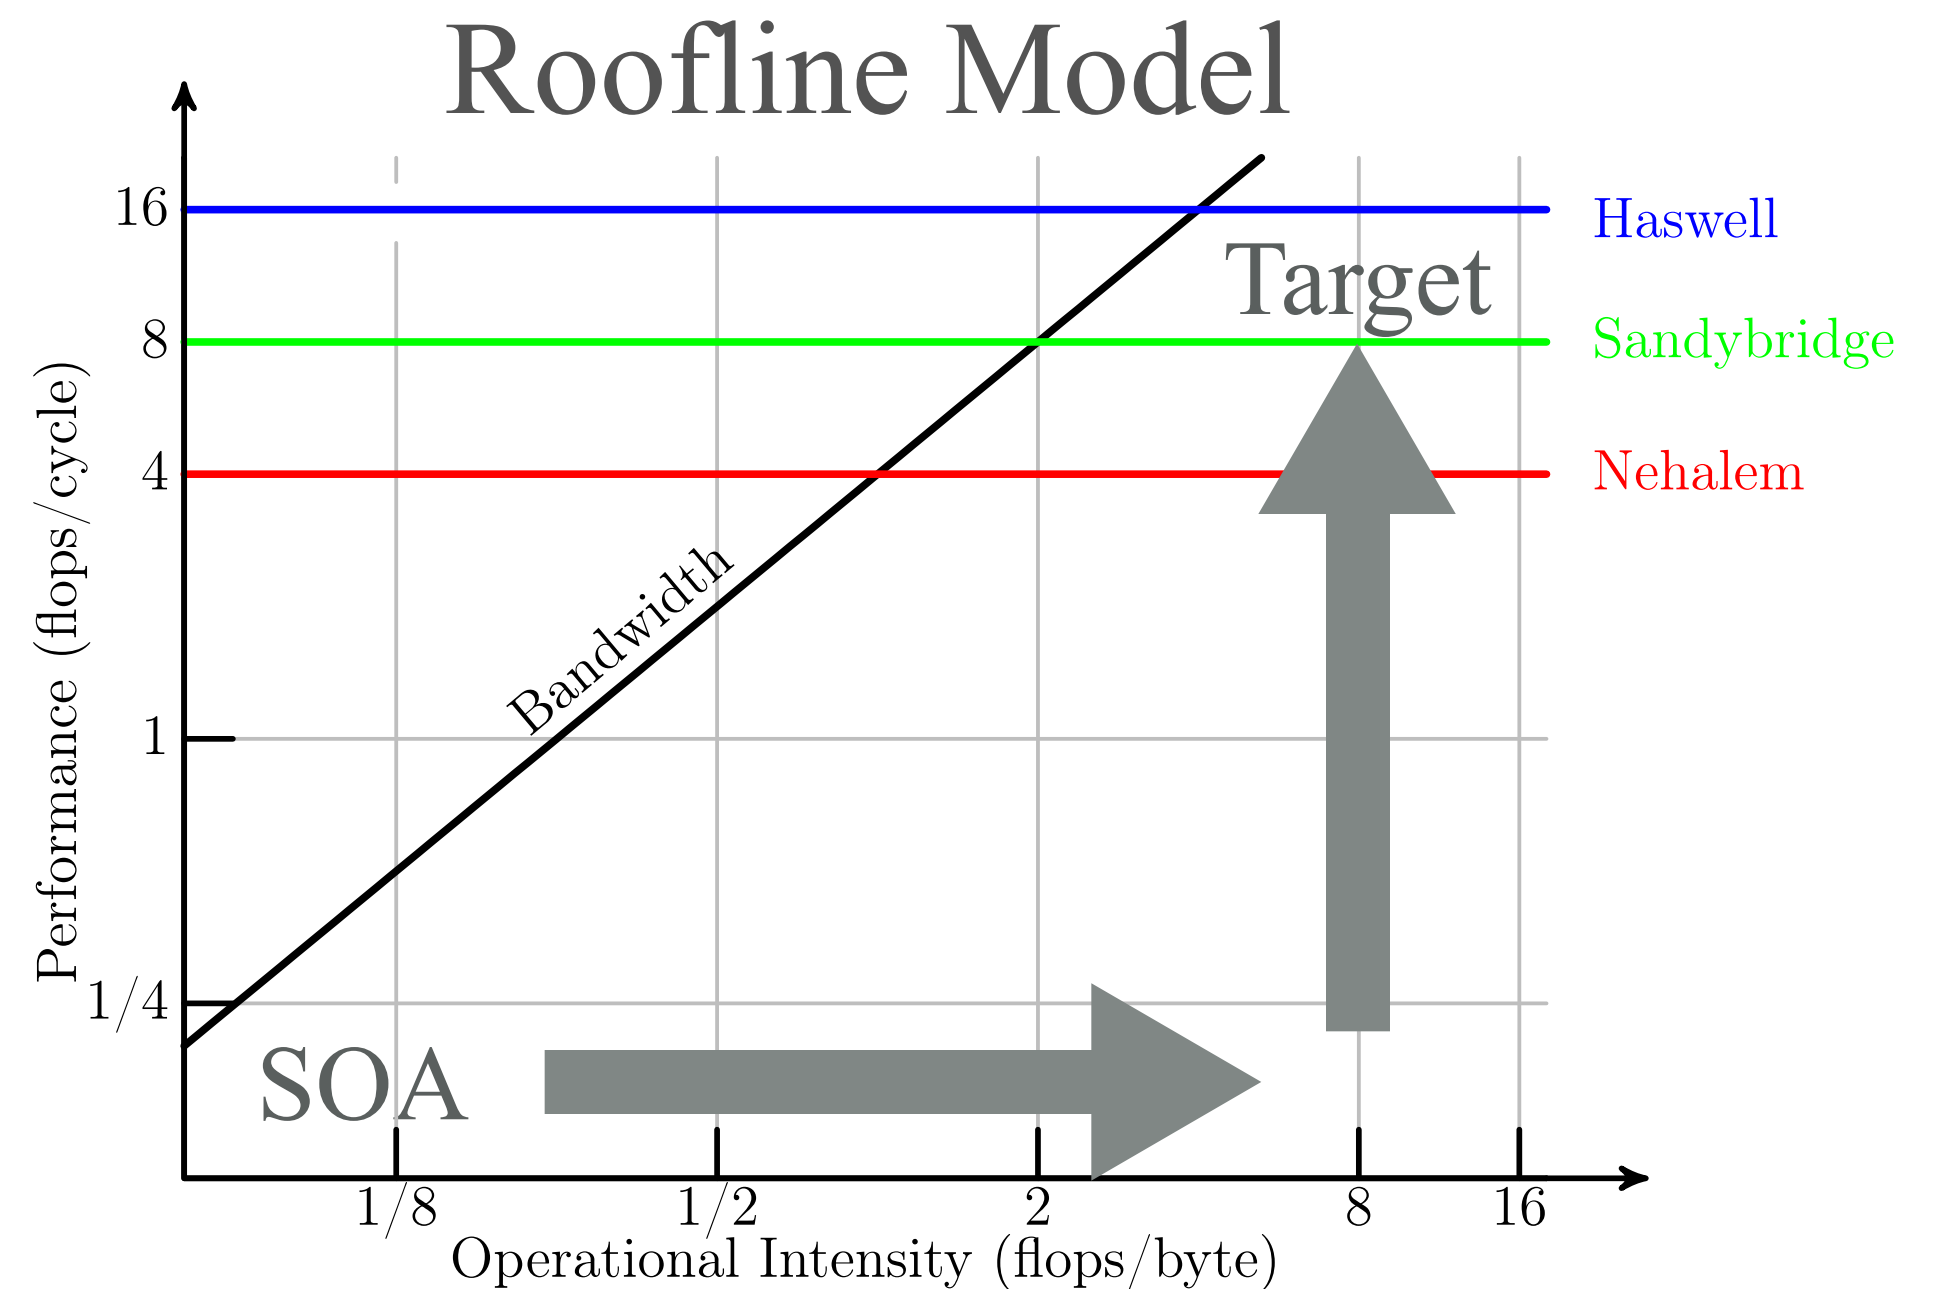 Roofline Model
16
8
4
1
1/4
Performance (flops/cycle)
Haswell
Sandybridge
Nehalem
Target
Bandwidth
SOA
1/8
1/2
2
8
16
Operational Intensity (flops/byte)